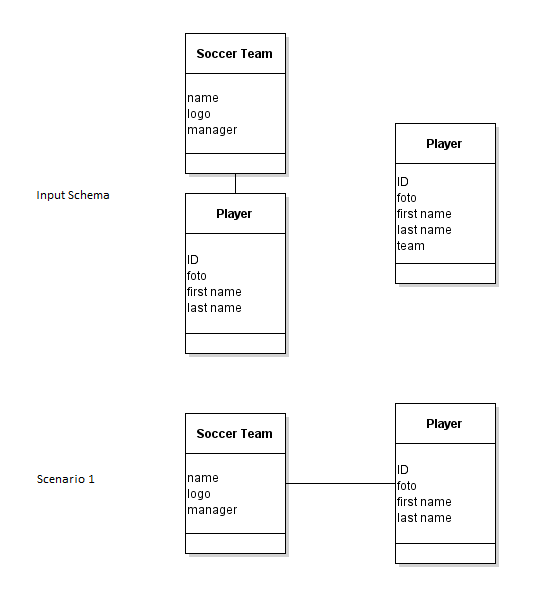 Soccer Team
name
logo
manager
Input Schema
Player
ID
foto
first name
last name
Player
ID
foto
first name
last name
team
Scenario 1
Soccer Team
name
logo
manager
Player
ID
foto
first name
last name